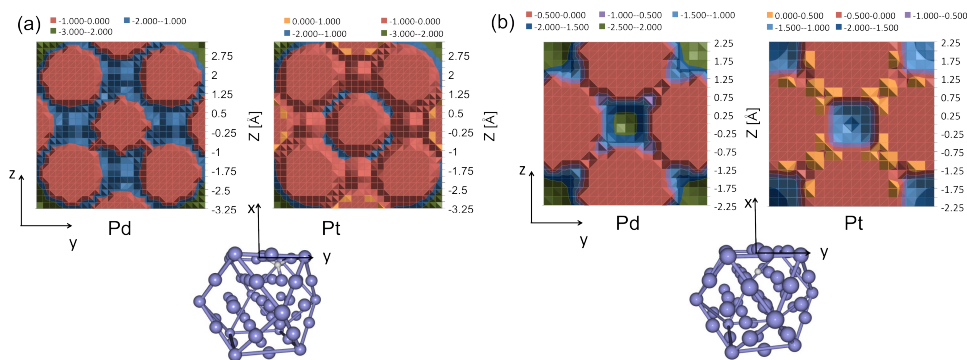 (a)
-1.000-0.000 -2.000--1.000
-3.000--2.000
0.000-1.000 -1.000-0.000
-2.000--1.000 -3.000--2.000
2.75
2
1.25
0.5
-0.25
-1
-1.75
-2.5
-3.25
Z [Å]
2.75
2
1.25
0.5
-0.25
-1
-1.75
-2.5
-3.25
z
y
Pd
Pt
x
y
(b)
-0.500-0.000 -1.000--0.500 -1.500--1.000
-2.000--1.500 -2.500--2.000
0.000-0.500 -0.500-0.000 -1.000--0.500
-1.500--1.000 -2.000--1.500
2.25
1.75
1.25
0.75
0.25
-0.25
-0.75
-1.25
-1.75
-2.25
Z [Å]
2.25
1.75
1.25
0.75
0.25
-0.25
-0.75
-1.25
-1.75
-2.25
Z [Å]
z
y
Pd
Pt
x
y